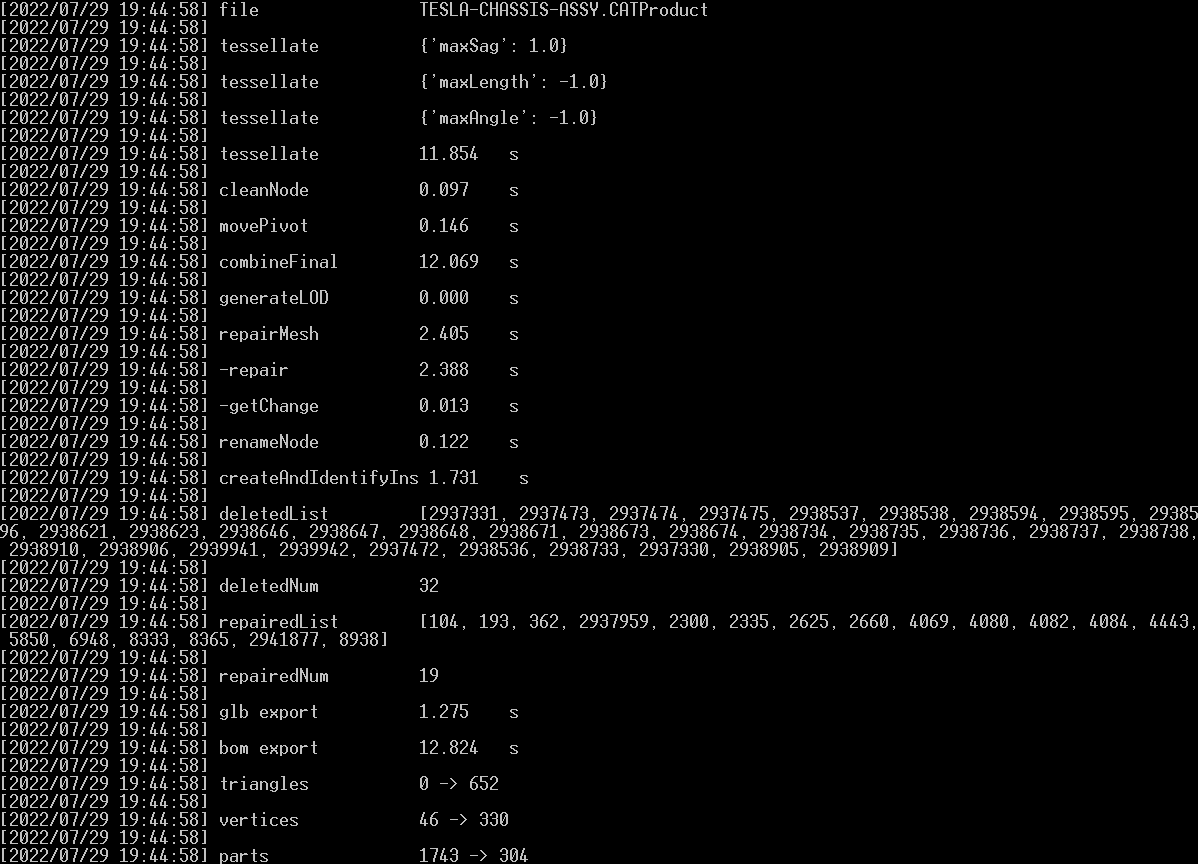 [2022/07/29 19:44:58] file TESLA-CHASSIS-ASSY.CATProduct
[2022/07/29 19:44:58]
[2022/07/29 19:44:58] tessellate {'maxSag': 1.0}
[2022/07/29 19:44:58]
[2022/07/29 19:44:58] tessellate {'maxLength': -1.0}
[2022/07/29 19:44:58]
[2022/07/29 19:44:58] tessellate {'maxAngle': -1.0}
[2022/07/29 19:44:58]
[2022/07/29 19:44:58] tessellate 11.854 s
[2022/07/29 19:44:58]
[2022/07/29 19:44:58] cleanNode 0.097 s
[2022/07/29 19:44:58]
[2022/07/29 19:44:58] movePivot 0.146 s
[2022/07/29 19:44:58]
[2022/07/29 19:44:58] combineFinal 12.069 s
[2022/07/29 19:44:58]
[2022/07/29 19:44:58] generateLOD 0.000 s
[2022/07/29 19:44:58]
[2022/07/29 19:44:58] repairMesh 2.405 s
[2022/07/29 19:44:58]
[2022/07/29 19:44:58] -repair 2.388 s
[2022/07/29 19:44:58]
[2022/07/29 19:44:58] -getChange 0.013 s
[2022/07/29 19:44:58]
[2022/07/29 19:44:58] renameNode 0.122 s
[2022/07/29 19:44:58]
[2022/07/29 19:44:58] createAndIdentifyIns 1.731 s
[2022/07/29 19:44:58]
[2022/07/29 19:44:58] deletedList [2937331, 2937473, 2937474, 2937475, 2938537, 2938538, 2938594, 2938595, 29385
96, 2938621, 2938623, 2938646, 2938647, 2938648, 2938671, 2938673, 2938674, 2938734, 2938735, 2938736, 2938737, 2938738,
2938910, 2938906, 2939941, 2939942, 2937472, 2938536, 2938733, 2937330, 2938905, 2938909]
[2022/07/29 19:44:58]
[2022/07/29 19:44:58] deletedNum 32
[2022/07/29 19:44:58]
[2022/07/29 19:44:58] repairedList [104, 193, 362, 2937959, 2300, 2335, 2625, 2660, 4069, 4080, 4082, 4084, 4443,
5850, 6948, 8333, 8365, 2941877, 8938]
[2022/07/29 19:44:58]
[2022/07/29 19:44:58] repairedNum 19
[2022/07/29 19:44:58]
[2022/07/29 19:44:58] glb export 1.275 s
[2022/07/29 19:44:58]
[2022/07/29 19:44:58] bom export 12.824 s
[2022/07/29 19:44:58]
[2022/07/29 19:44:58] triangles 0 -> 652
[2022/07/29 19:44:58]
[2022/07/29 19:44:58] vertices 46 -> 330
[2022/07/29 19:44:58]
[2022/07/29 19:44:58] parts 1743 -> 304